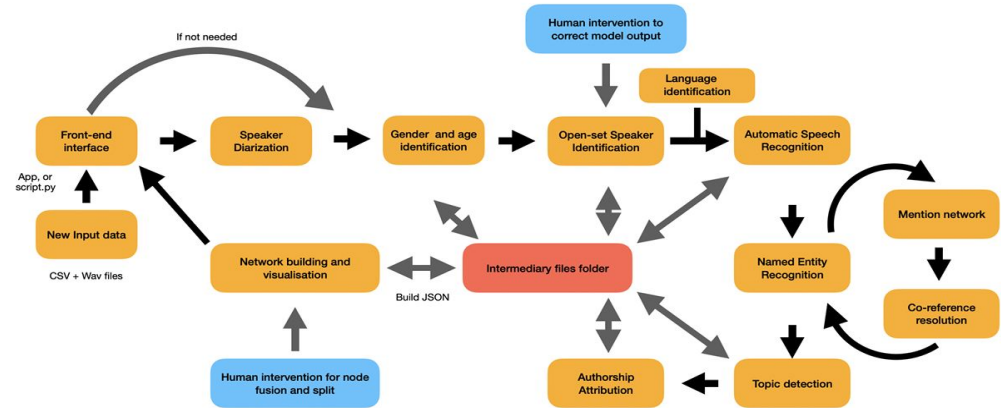 If not needed
Human intervention to
correct model output
Language
identification
Front-end
interface
Speaker
Diarization
Gender and age
identification
Open-set Speaker
Identification
Automatic Speech
Recognition
App, or
script.py
New Input data
CSV + Wav files
Network building and
visualisation
Build JSON
Intermediary files folder
Named Entity
Recognition
Mention network
Co-reference
resolution
Human intervention for node
fusion and split
Authorship
Attribution
Topic detection